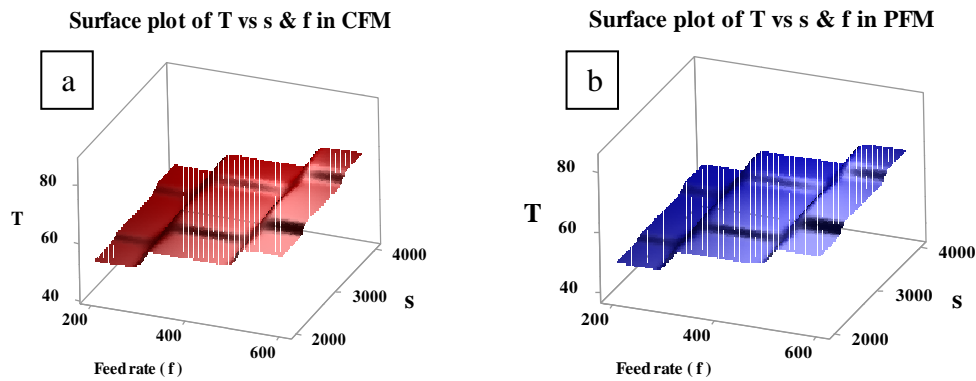 Surface plot of T vs s & f in CFM
a
80
T
60
40
200
400
600
Feed rate ( f )
2000
3000
4000
s
Surface plot of T vs s & f in PFM
b
80
T
60
40
200
400
600
Feed rate ( f )
2000
3000
4000
s